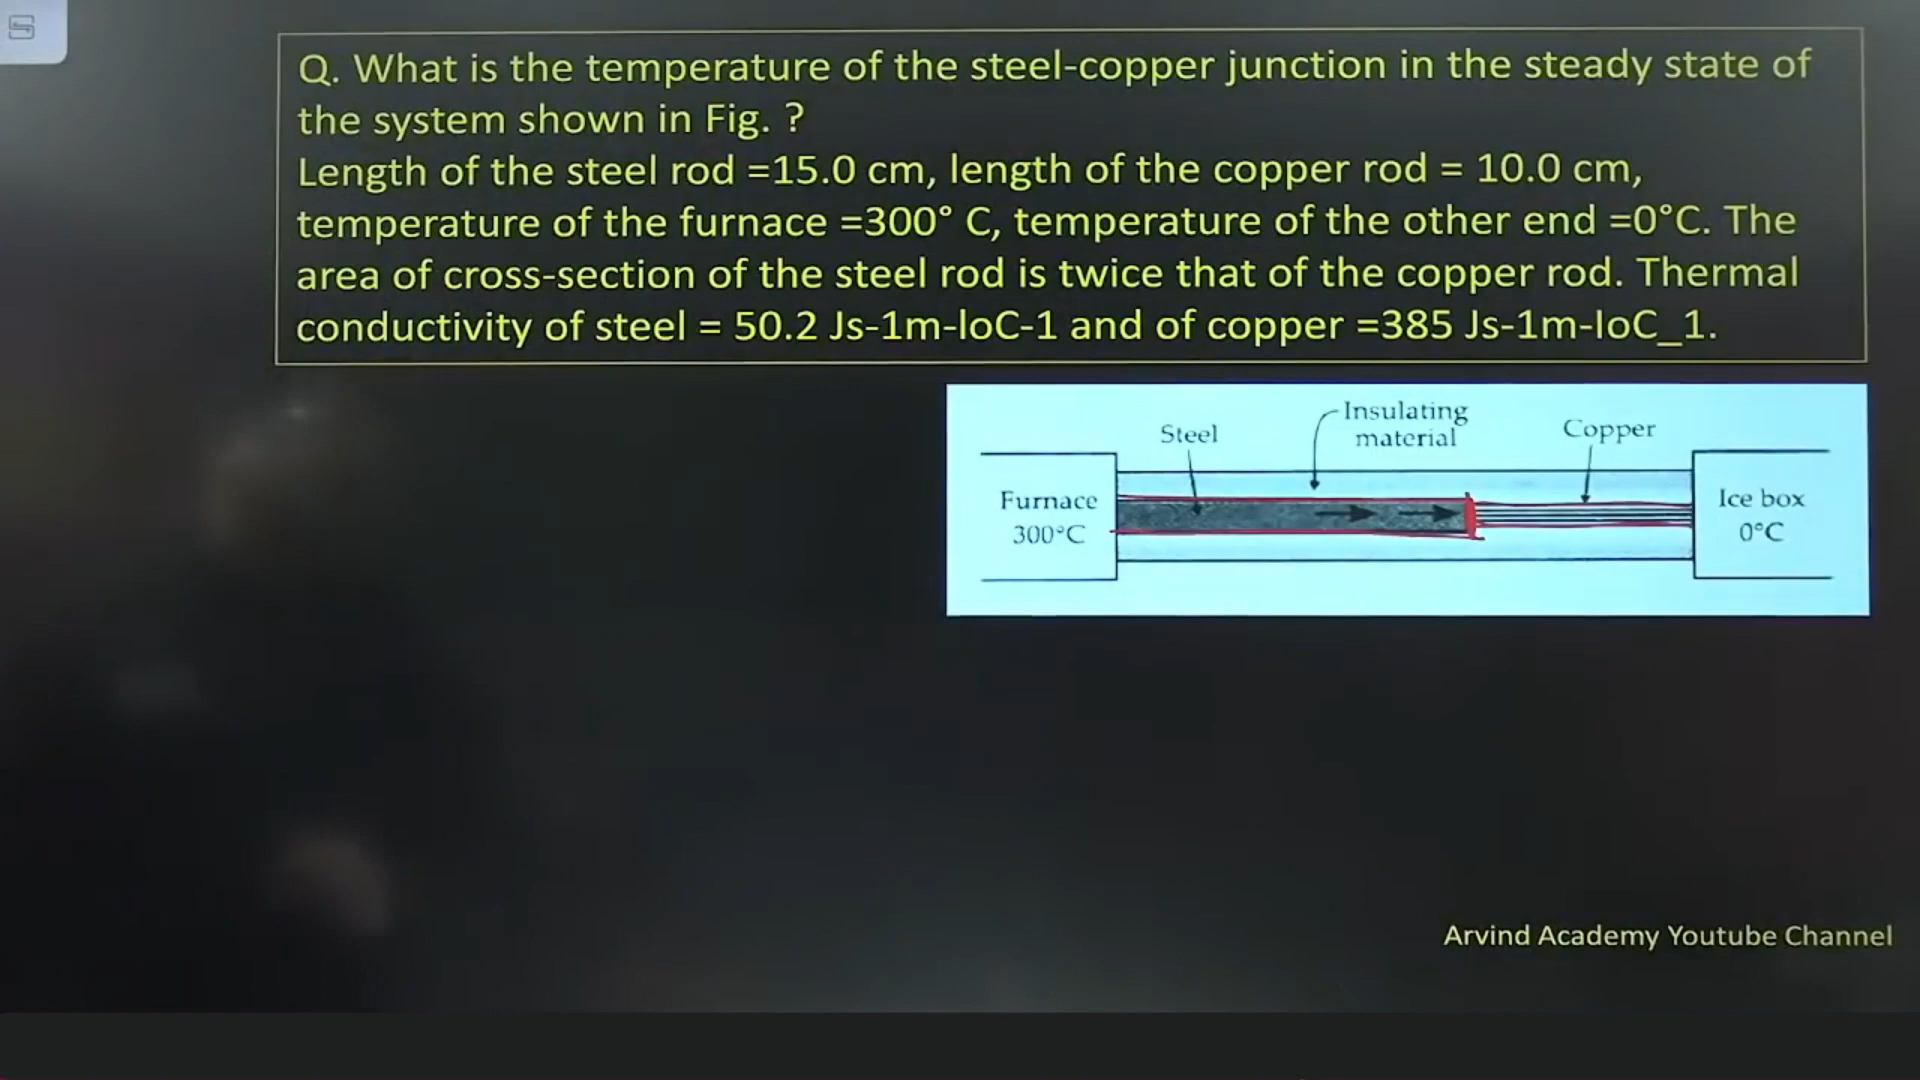 Q. What is the temperature of the steel-copper junction in the steady state of
the system shown in Fig. ?
Length of the steel rod =15.0 cm, length of the copper rod = 10.0 cm,
temperature of the furnace =300° C, temperature of the other end =0°C. The
area of cross-section of the steel rod is twice that of the copper rod. Thermal
conductivity of steel = 50.2 Js-1m-loC-1 and of copper =385 Js-1m-IoC_1.
Steel
Insulating
material
Copper
Furnace
300°C
Ice box
0°C
Arvind Academy Youtube Channel